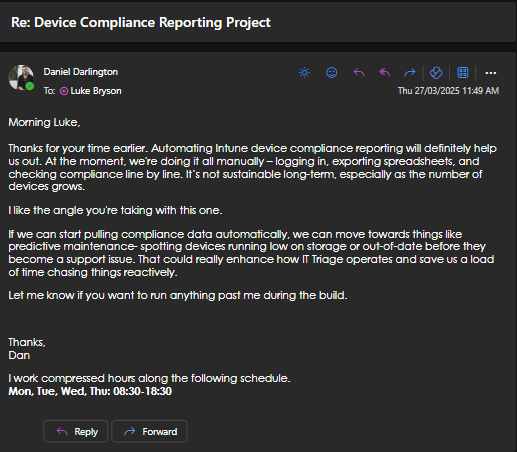 Re: Device Compliance Reporting Project
Daniel Darlington
To: Luke Bryson
Thu 27/03/2025 11:49 AM
Morning Luke,
Thanks for your time earlier. Automating Intune device compliance reporting will definitely help
us out. At the moment, we're doing it all manually – logging in, exporting spreadsheets, and
checking compliance line by line. It's not sustainable long-term, especially as the number of
devices grows.
I like the angle you're taking with this one.
If we can start pulling compliance data automatically, we can move towards things like
predictive maintenance- spotting devices running low on storage or out-of-date before they
become a support issue. That could really enhance how IT Triage operates and save us a load
of time chasing things reactively.
Let me know if you want to run anything past me during the build.
Thanks,
Dan
I work compressed hours along the following schedule.
Mon, Tue, Wed, Thu: 08:30-18:30
Reply
Forward